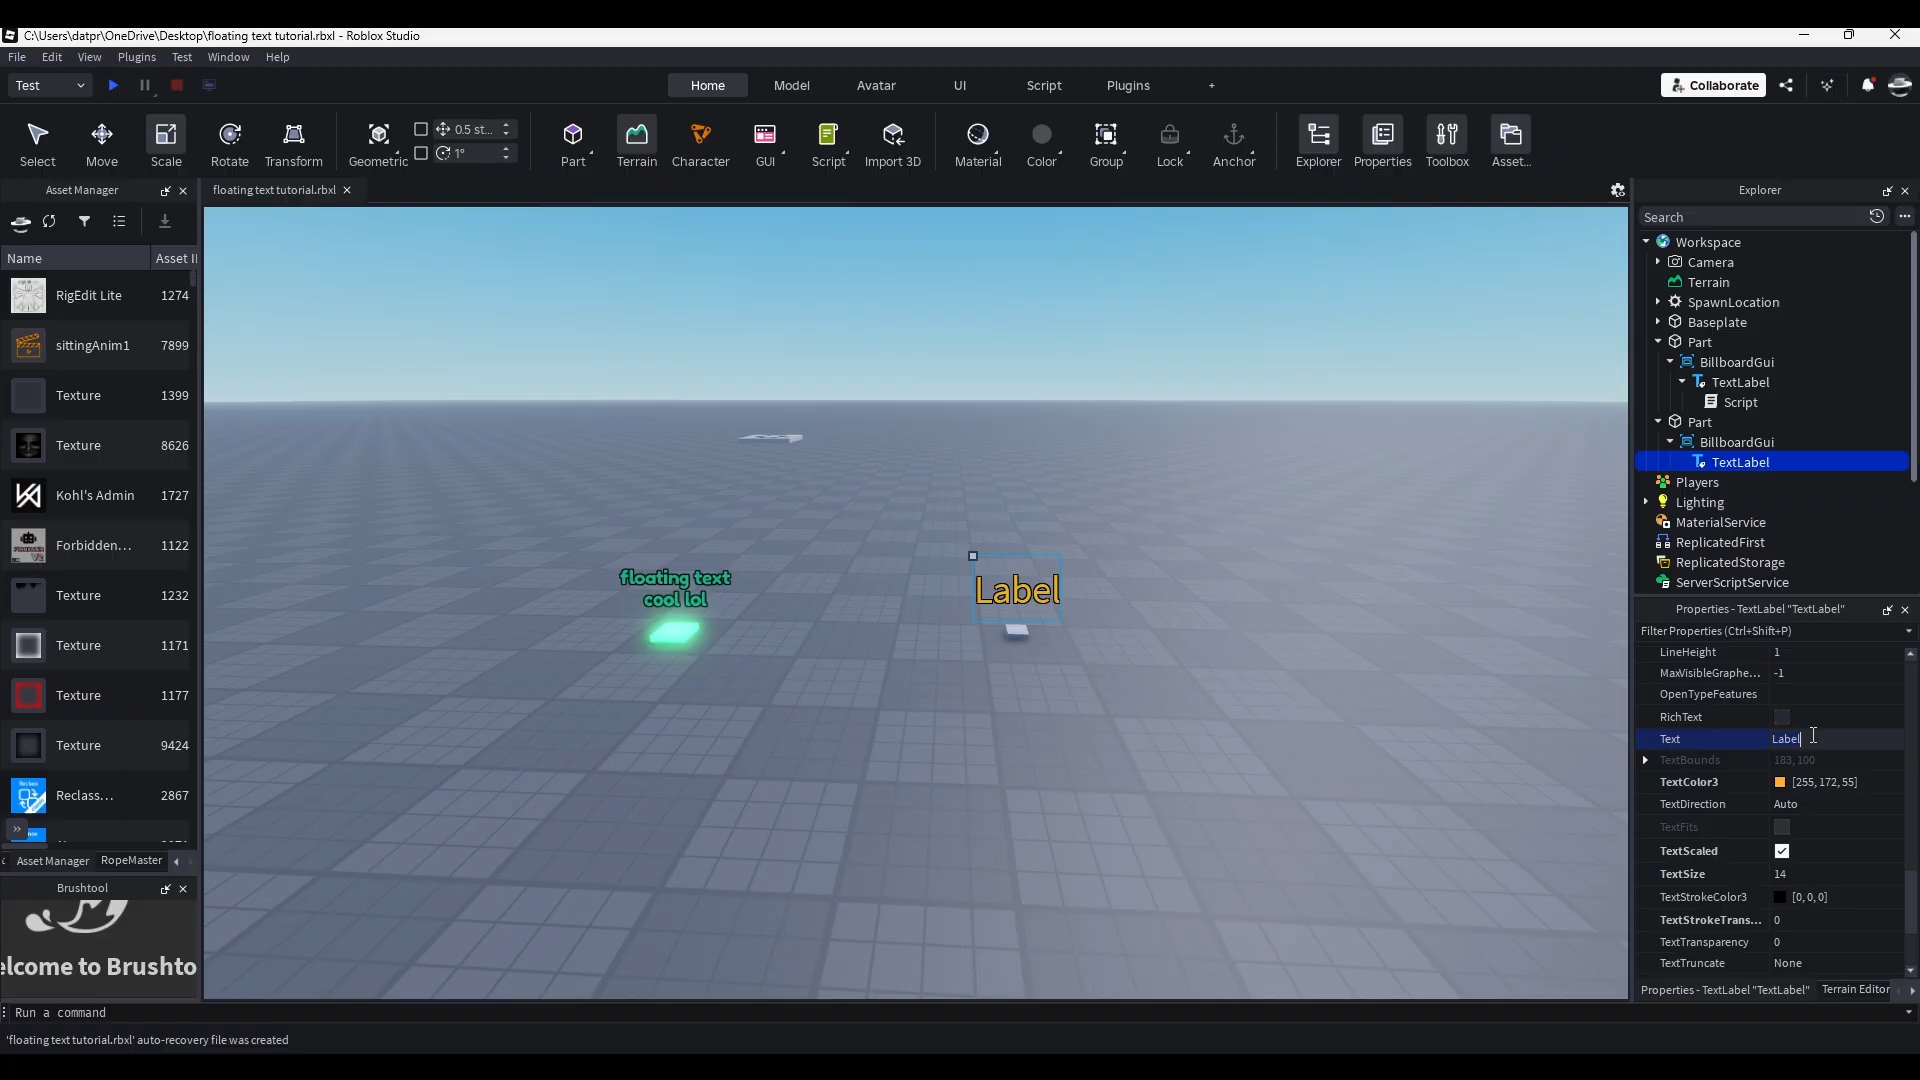 C:\Users\datpr\OneDrive\Desktop\floating text tutorial.rbxl - Roblox Studio
File Edit View Plugins Test Window Help
Test Home Model Avatar UI Script Plugins + Collaborate
0.5 st...
1°
Select Move Scale Rotate Transform Geometric Part Terrain Character GUI Script Import 3D Material Color Group Lock Anchor Explorer Properties Toolbox Asset...
Asset Manager
floating text tutorial.rbxl
Name Asset I
RigEdit Lite 1274
sittingAnim1 7899
Texture 1399
Texture 8626
Kohl's Admin 1727
Forbidden... 1122
Texture 1232
Texture 1171
Texture 1177
Texture 9424
Reclass... 2867
Asset Manager RopeMaster
Brushtool
elcome to Brushto
floating text
cool lol
Label
Explorer
Search
Workspace
Camera
Terrain
SpawnLocation
Baseplate
Part
BillboardGui
TextLabel
Script
Part
BillboardGui
TextLabel
Players
Lighting
MaterialService
ReplicatedFirst
ReplicatedStorage
ServerScriptService
Properties - TextLabel "TextLabel"
Filter Properties (Ctrl+Shift+P)
LineHeight 1
MaxVisibleGraphe... -1
OpenTypeFeatures
RichText
Text Label
TextBounds 183, 100
TextColor3 [255, 172, 55]
TextDirection Auto
TextFits
TextScaled
TextSize 14
TextStrokeColor3 [0, 0, 0]
TextStrokeTrans... 0
TextTransparency 0
TextTruncate None
Properties - TextLabel "TextLabel" Terrain Editor
Run a command
'floating text tutorial.rbxl' auto-recovery file was created